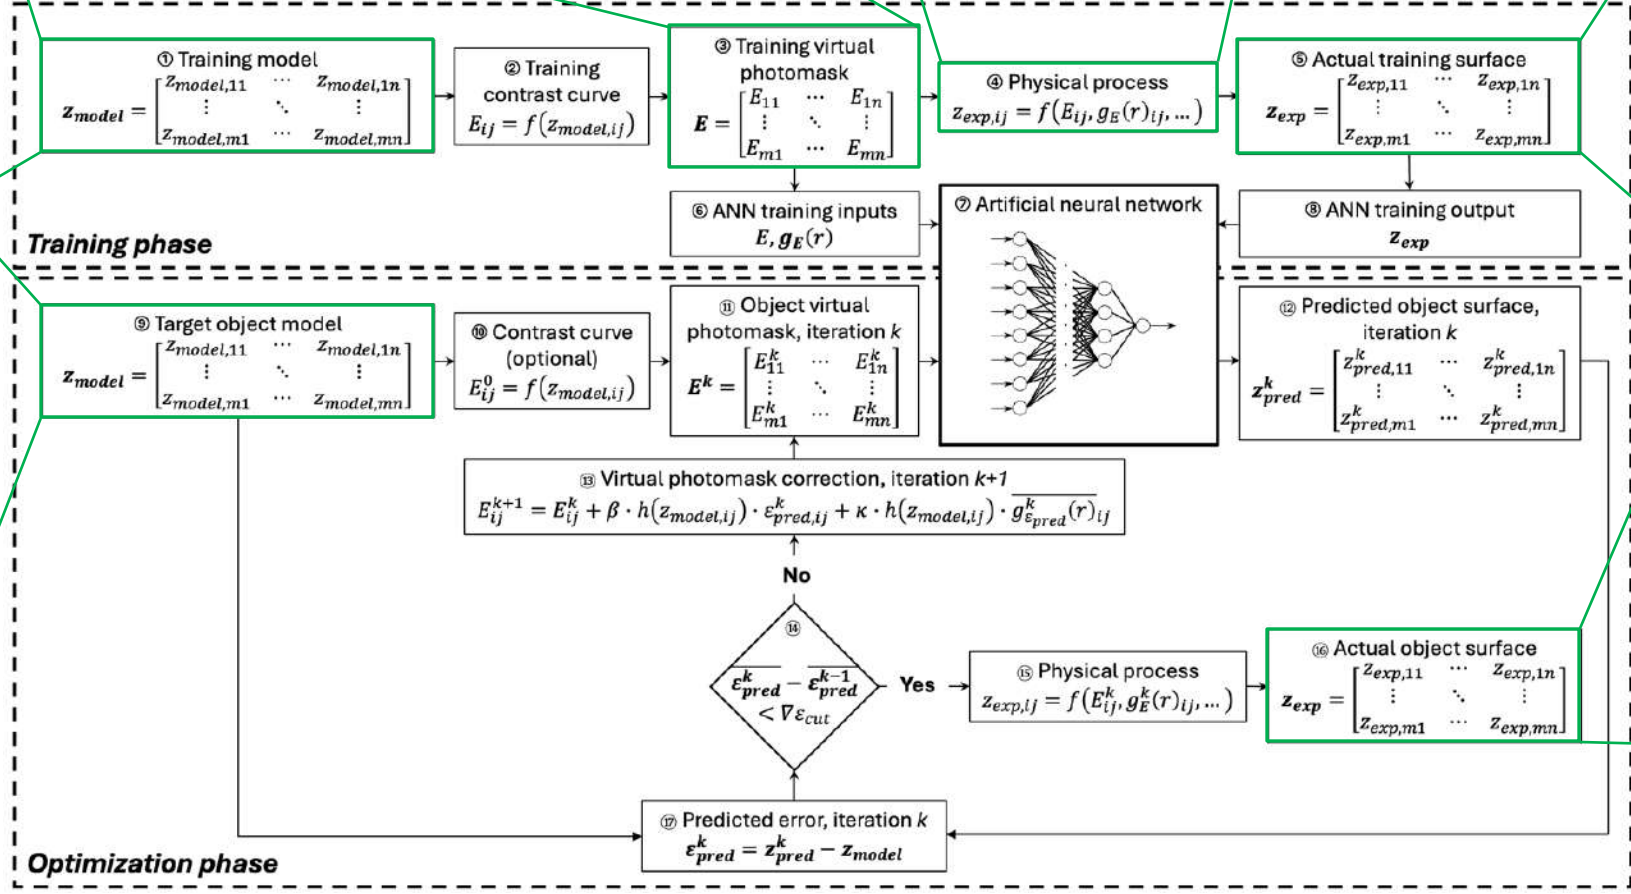 ① Training model
z_model = [z_model,11 ⋯ z_model,1n
⋮ ⋱ ⋮
z_model,m1 ⋯ z_model,mn]
② Training
contrast curve
E_ij = f(z_model,ij)
③ Training virtual
photomask
E = [E_11 ⋯ E_1n
⋮ ⋱ ⋮
E_m1 ⋯ E_mn]
④ Physical process
z_exp,ij = f(E_ij, g_E(r)_ij, …)
⑤ Actual training surface
z_exp = [z_exp,11 ⋯ z_exp,1n
⋮ ⋱ ⋮
z_exp,m1 ⋯ z_exp,mn]
⑥ ANN training inputs
E, g_E(r)
⑦ Artificial neural network
⑧ ANN training output
z_exp
Training phase
⑨ Target object model
z_model = [z_model,11 ⋯ z_model,1n
⋮ ⋱ ⋮
z_model,m1 ⋯ z_model,mn]
⑩ Contrast curve
(optional)
E^0_ij = f(z_model,ij)
⑪ Object virtual
photomask, iteration k
E^k = [E^k_11 ⋯ E^k_1n
⋮ ⋱ ⋮
E^k_m1 ⋯ E^k_mn]
⑫ Predicted object surface,
iteration k
z^k_pred = [z^k_pred,11 ⋯ z^k_pred,1n
⋮ ⋱ ⋮
z^k_pred,m1 ⋯ z^k_pred,mn]
⑬ Virtual photomask correction, iteration k+1
E^{k+1}_ij = E^k_ij + β · h(z_model,ij) · ε^k_pred,ij + κ · h(z_model,ij) · \overline{g^k_{ε_pred}(r)}_ij
No
⑭
\overline{ε^k_pred} − \overline{ε^{k−1}_pred}
< ∇ε_cut
Yes
⑮ Physical process
z_exp,ij = f(E^k_ij, g^k_E(r)_ij, …)
⑯ Actual object surface
z_exp = [z_exp,11 ⋯ z_exp,1n
⋮ ⋱ ⋮
z_exp,m1 ⋯ z_exp,mn]
⑰ Predicted error, iteration k
ε^k_pred = z^k_pred − z_model
Optimization phase